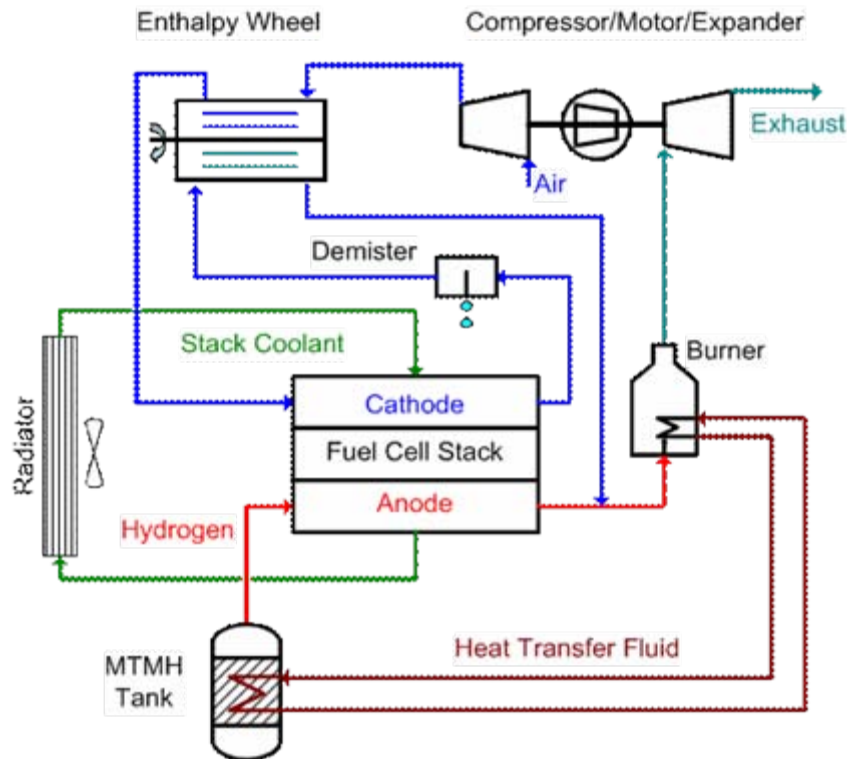 Enthalpy Wheel
Compressor/Motor/Expander
Exhaust
Air
Demister
Stack Coolant
Burner
Radiator
Cathode
Fuel Cell Stack
Anode
Hydrogen
Heat Transfer Fluid
MTMH
Tank